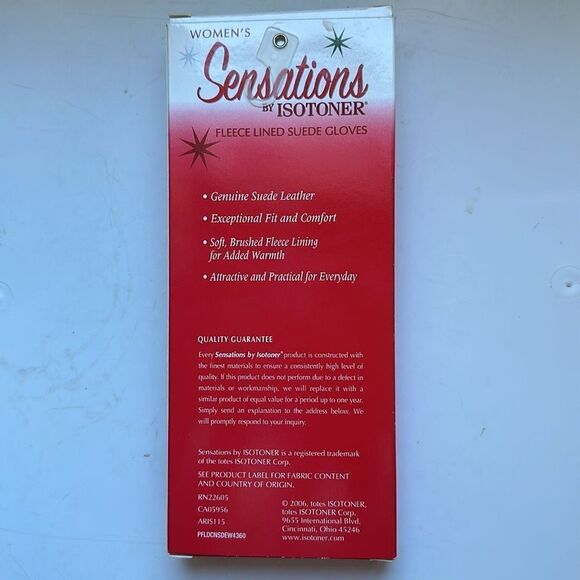 WOMEN'S
Sensations
BY ISOTONER®
FLEECE LINED SUEDE GLOVES
• Genuine Suede Leather
• Exceptional Fit and Comfort
• Soft, Brushed Fleece Lining
for Added Warmth
• Attractive and Practical for Everyday
QUALITY GUARANTEE
Every Sensations by Isotoner® product is constructed with
the finest materials to ensure a consistently high level of
quality. If this product does not perform due to a defect in
materials or workmanship, we will replace it with a
similar product of equal value for a period up to one year.
Simply send an explanation to the address below. We
will promptly respond to your inquiry.
Sensations by ISOTONER is a registered trademark
of the totes ISOTONER Corp.
SEE PRODUCT LABEL FOR FABRIC CONTENT
AND COUNTRY OF ORIGIN.
RN22605
CA05956
ARIS115
PFLDCNSDEW4360
© 2006, totes ISOTONER,
totes ISOTONER Corp.
9655 International Blvd.
Cincinnati, Ohio 45246
www.isotoner.com